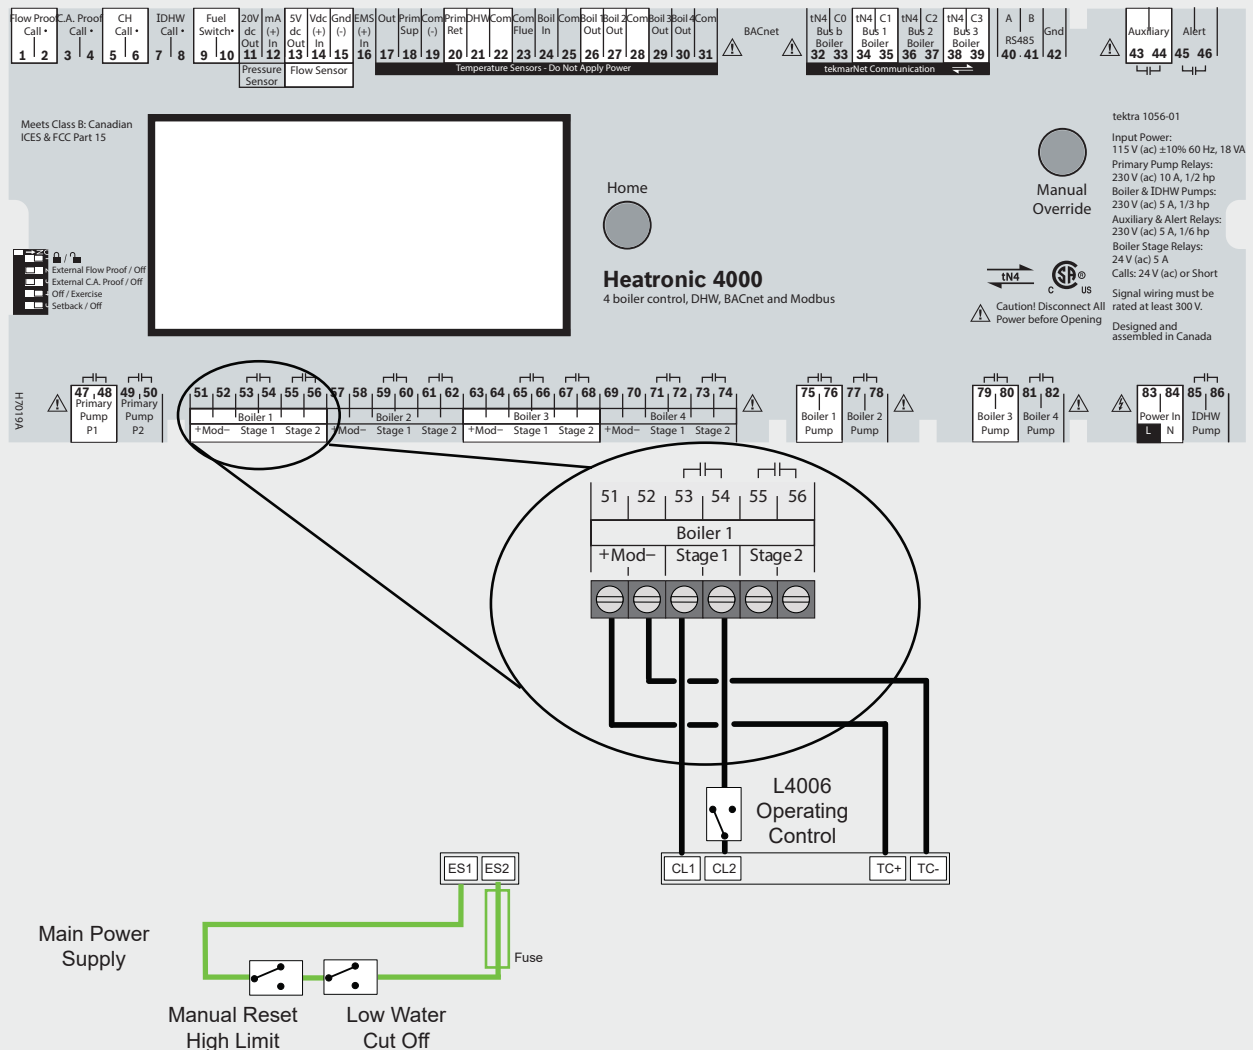 Flow Proof Call • 1 2
C.A. Proof Call • 3 4
CH Call • 5 6
IDHW Call • 7 8
Fuel Switch• 9 10
20V dc Out 11
mA (+) In 12
Pressure Sensor
5V dc Out 13
Vdc (+) In 14
Gnd (-) 15
Flow Sensor
EMS (+) In 16
Out 17
Prim Sup 18
Com (-) 19
Prim Ret 20
DHW 21
Com 22
Com Flue 23
Boil In 24
Com 25
Boil 1 Out 26
Boil 2 Out 27
Com 28
Boil 3 Out 29
Boil 4 Out 30
Com 31
Temperature Sensors - Do Not Apply Power
BACnet
tN4 C0
Bus b
Boiler
32 33
tN4 C1
Bus 1
Boiler
34 35
tN4 C2
Bus 2
Boiler
36 37
tN4 C3
Bus 3
Boiler
38 39
tekmarNet Communication
A B
RS485
40 41
Gnd
42
Auxiliary
43 44
Alert
45 46
Meets Class B: Canadian
ICES & FCC Part 15
Home
Heatronic 4000
4 boiler control, DHW, BACnet and Modbus
Manual
Override
tN4
C US
Caution! Disconnect All
Power before Opening
tektra 1056-01
Input Power:
115 V (ac) ±10% 60 Hz, 18 VA
Primary Pump Relays:
230 V (ac) 10 A, 1/2 hp
Boiler & IDHW Pumps:
230 V (ac) 5 A, 1/3 hp
Auxiliary & Alert Relays:
230 V (ac) 5 A, 1/6 hp
Boiler Stage Relays:
24 V (ac) 5 A
Calls: 24 V (ac) or Short
Signal wiring must be
rated at least 300 V.
Designed and
assembled in Canada
External Flow Proof / Off
External C.A. Proof / Off
Off / Exercise
Setback / Off
H7019A
47 48
Primary
Pump
P1
49 50
Primary
Pump
P2
51 52 53 54 55 56
Boiler 1
+Mod− Stage 1 Stage 2
57 58 59 60 61 62
Boiler 2
+Mod− Stage 1 Stage 2
63 64 65 66 67 68
Boiler 3
+Mod− Stage 1 Stage 2
69 70 71 72 73 74
Boiler 4
+Mod− Stage 1 Stage 2
75 76
Boiler 1
Pump
77 78
Boiler 2
Pump
79 80
Boiler 3
Pump
81 82
Boiler 4
Pump
83 84
Power In
L N
85 86
IDHW
Pump
51 52 53 54 55 56
Boiler 1
+Mod− Stage 1 Stage 2
L4006
Operating
Control
CL1 CL2 TC+ TC-
ES1 ES2
Main Power
Supply
Fuse
Manual Reset
High Limit
Low Water
Cut Off